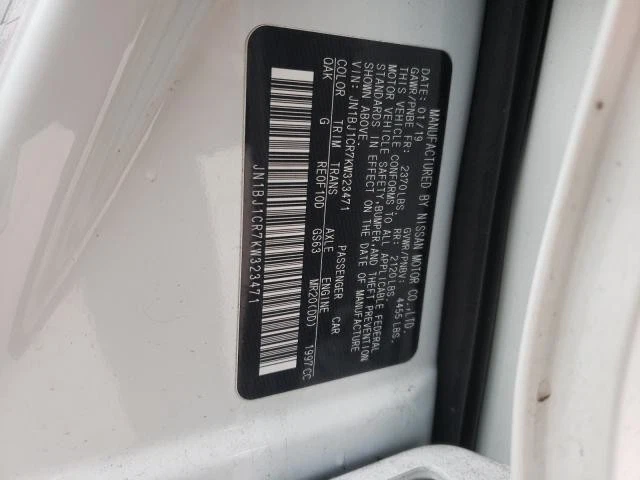 MANUFACTURED BY NISSAN MOTOR CO.,LTD.
DATE: 01/19 GVWR/PNBV: 4455 LBS.
GAWR/PNBE FR: 2370LBS. RR: 2120LBS.
THIS VEHICLE CONFORMS TO ALL APPLICABLE FEDERAL
MOTOR VEHICLE SAFETY, BUMPER, AND THEFT PREVENTION
STANDARDS IN EFFECT ON THE DATE OF MANUFACTURE
SHOWN ABOVE.
VIN: JN1BJ1CR7KW323471 PASSENGER CAR
COLOR TRIM TRANS AXLE ENGINE
QAK G RE0F10D GS63 MR20(DD) 1997CC
JN1BJ1CR7KW323471